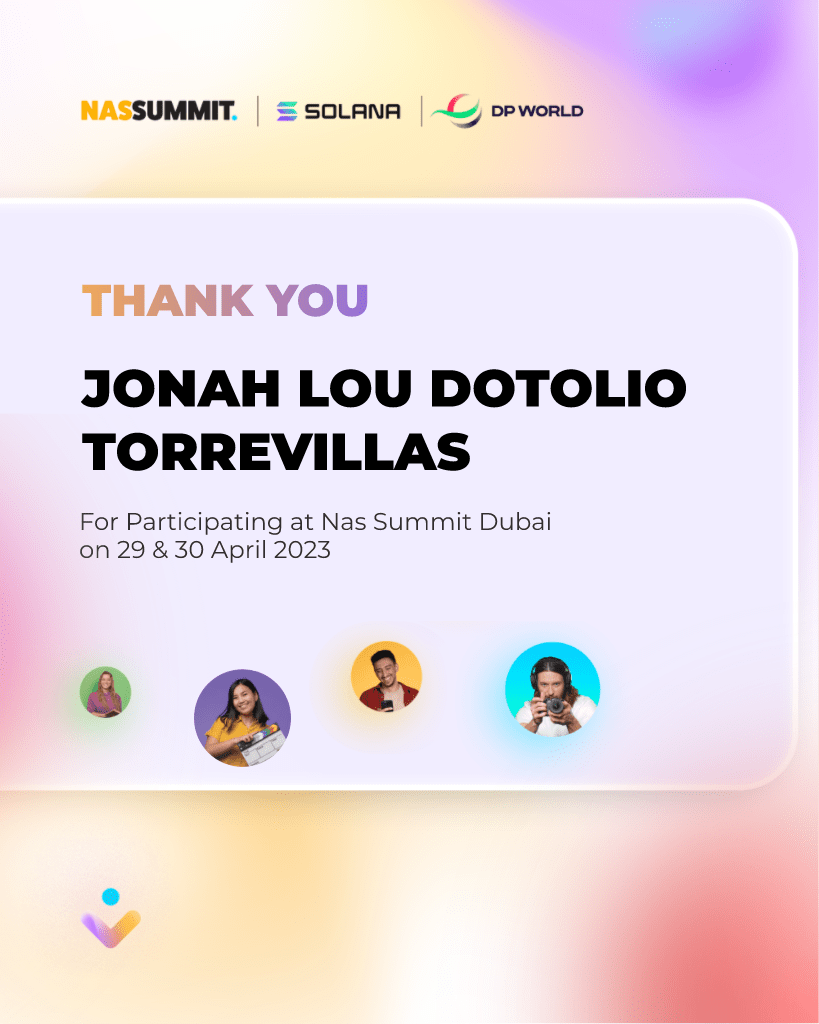 NASSUMMIT. SOLANA DP WORLD
THANK YOU
JONAH LOU DOTOLIO
TORREVILLAS
For Participating at Nas Summit Dubai
on 29 & 30 April 2023